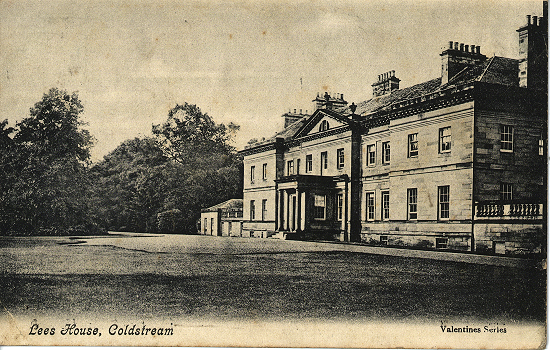 Lees House, Coldstream
Valentines Series